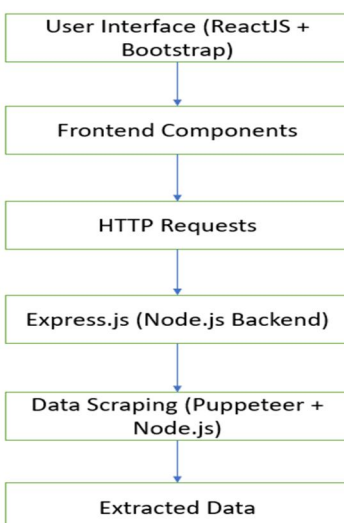 User Interface (ReactJS +
Bootstrap)
Frontend Components
HTTP Requests
Express.js (Node.js Backend)
Data Scraping (Puppeteer +
Node.js)
Extracted Data